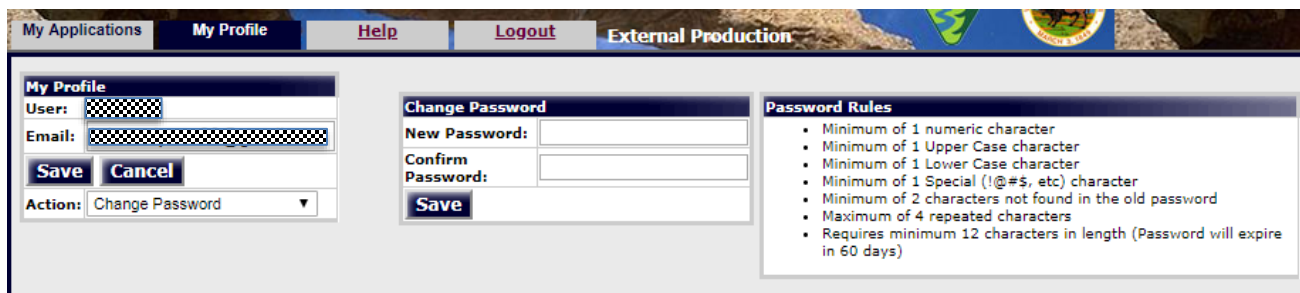 My Applications
My Profile
Help
Logout
External Production
MARCH 3, 1849
My Profile
User:
Email:
Save
Cancel
Action:
Change Password
Change Password
New Password:
Confirm
Password:
Save
Password Rules
• Minimum of 1 numeric character
• Minimum of 1 Upper Case character
• Minimum of 1 Lower Case character
• Minimum of 1 Special (!@#$, etc) character
• Minimum of 2 characters not found in the old password
• Maximum of 4 repeated characters
• Requires minimum 12 characters in length (Password will expire
in 60 days)